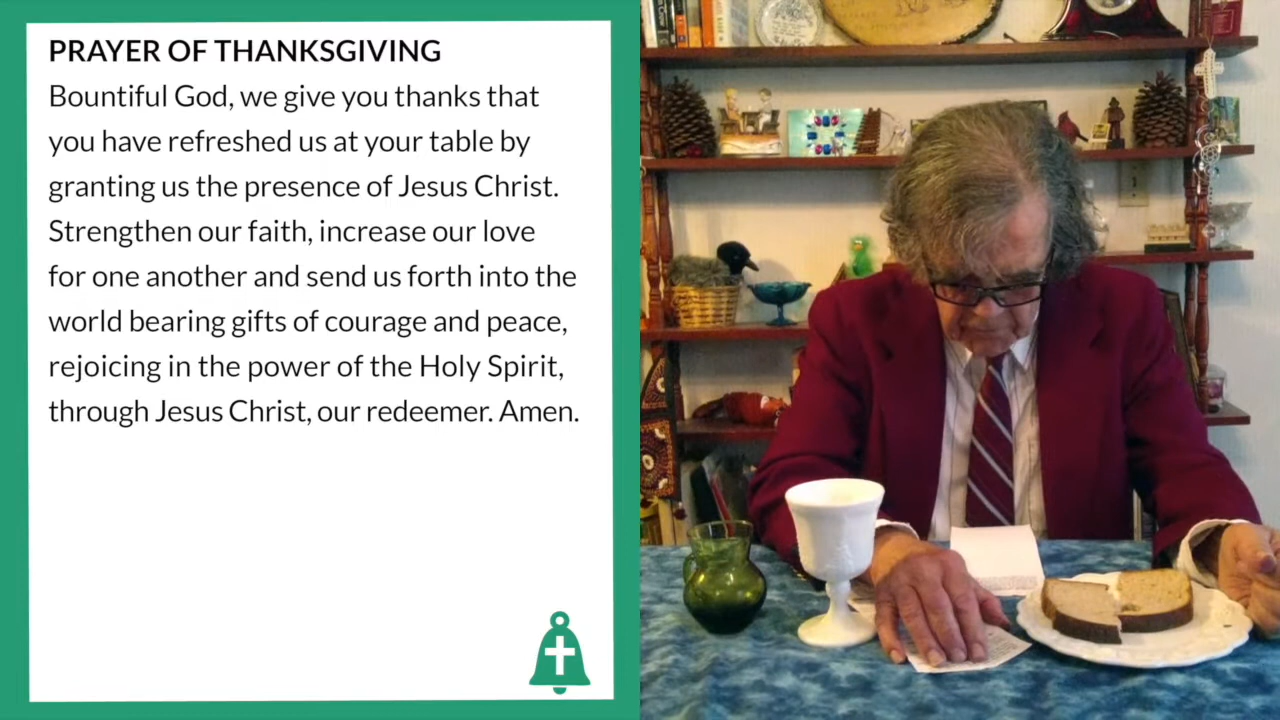 PRAYER OF THANKSGIVING
Bountiful God, we give you thanks that
you have refreshed us at your table by
granting us the presence of Jesus Christ.
Strengthen our faith, increase our love
for one another and send us forth into the
world bearing gifts of courage and peace,
rejoicing in the power of the Holy Spirit,
through Jesus Christ, our redeemer. Amen.